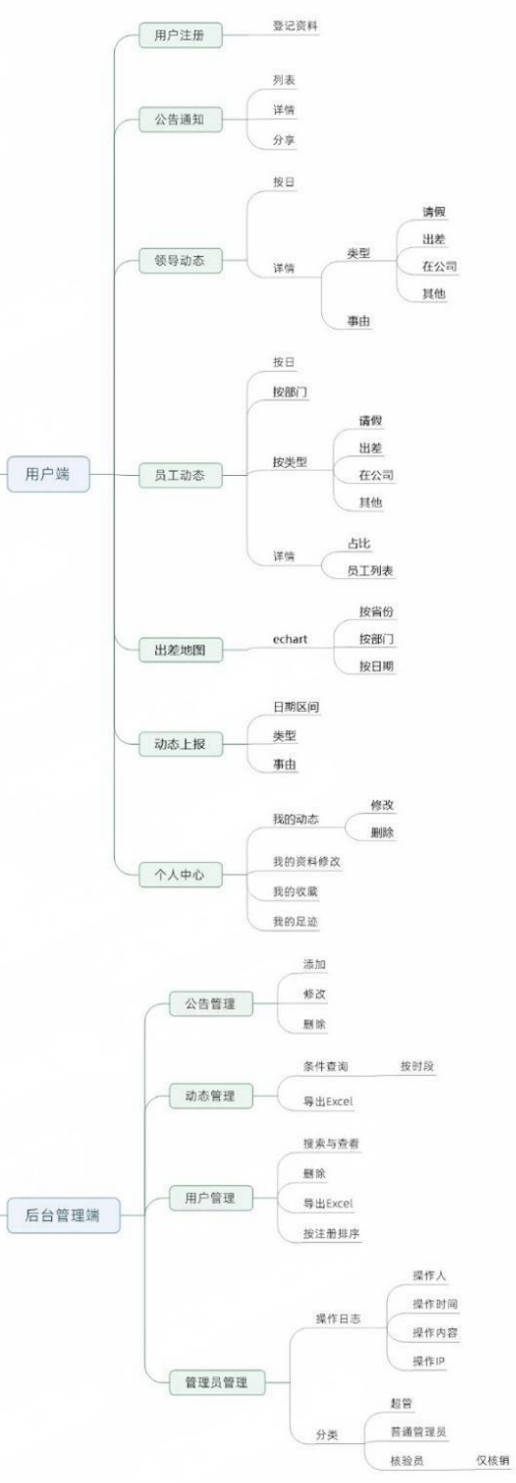 用户端
用户注册
登记资料
公告通知
列表
详情
分享
领导动态
按日
详情
类型
请假
出差
在公司
其他
事由
员工动态
按日
按部门
按类型
请假
出差
在公司
其他
详情
占比
员工列表
出差地图
echart
按省份
按部门
按日期
动态上报
日期区间
类型
事由
个人中心
我的动态
修改
删除
我的资料修改
我的收藏
我的足迹
后台管理端
公告管理
添加
修改
删除
动态管理
条件查询
按时段
导出Excel
用户管理
搜索与查看
删除
导出Excel
按注册排序
管理员管理
操作日志
操作人
操作时间
操作内容
操作IP
分类
超管
普通管理员
核验员
仅核销